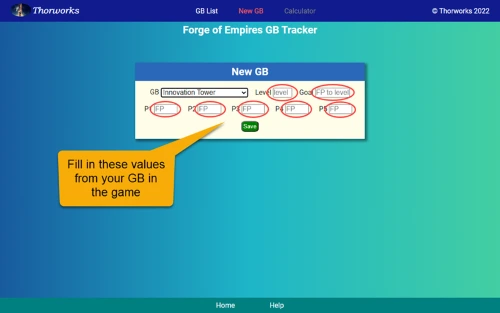 Thorworks GB List New GB Calculator © Thorworks 2022
Forge of Empires GB Tracker
New GB
GB Innovation Tower Level level Goal FP to level
P1 FP P2 FP P3 FP P4 FP P5 FP
Save
Fill in these values
from your GB in
the game
Home Help